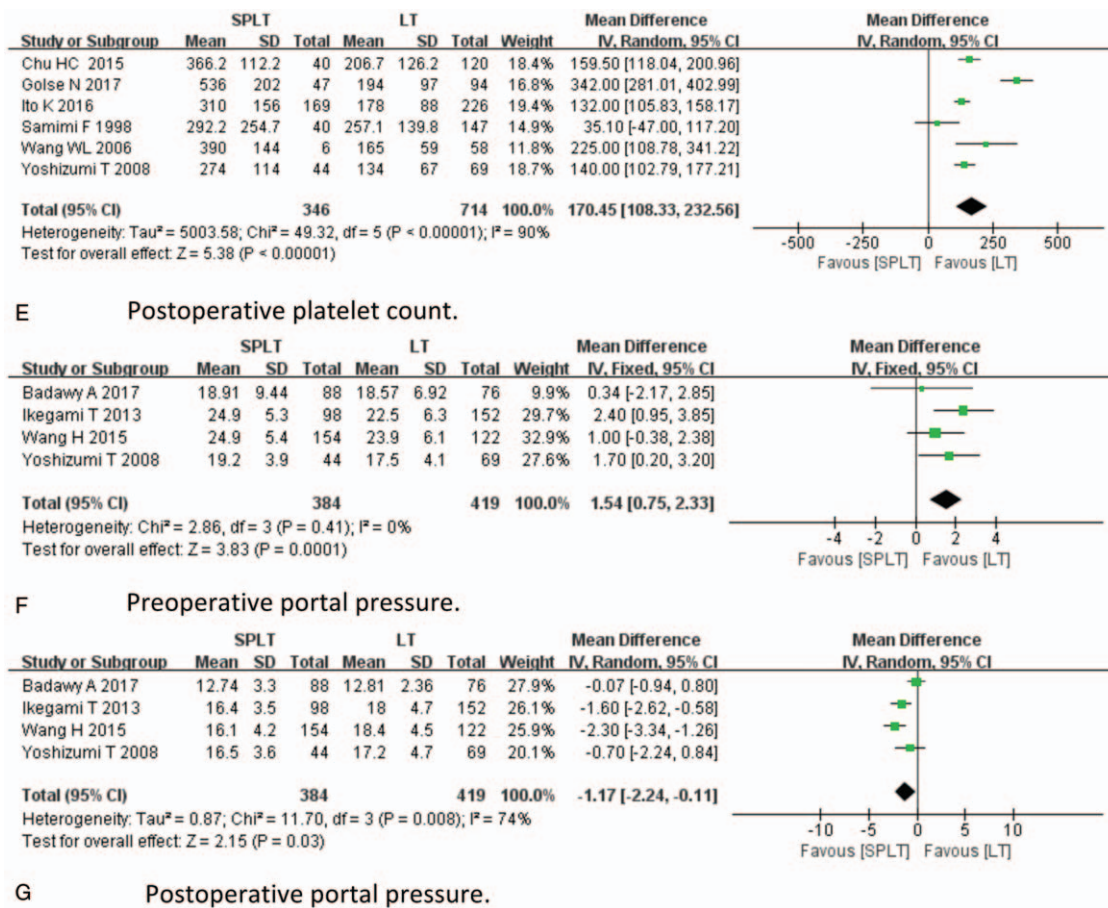 SPLT LT Mean Difference Mean Difference
Study or Subgroup Mean SD Total Mean SD Total Weight IV, Random, 95% CI IV, Random, 95% CI
Chu HC 2015 366.2 112.2 40 206.7 126.2 120 18.4% 159.50 [118.04, 200.96]
Golse N 2017 536 202 47 194 97 94 16.8% 342.00 [281.01, 402.99]
Ito K 2016 310 156 169 178 88 226 19.4% 132.00 [105.83, 158.17]
Samimi F 1998 292.2 254.7 40 257.1 139.8 147 14.9% 35.10 [-47.00, 117.20]
Wang WL 2006 390 144 6 165 59 58 11.8% 225.00 [108.78, 341.22]
Yoshizumi T 2008 274 114 44 134 67 69 18.7% 140.00 [102.79, 177.21]
Total (95% CI) 346 714 100.0% 170.45 [108.33, 232.56]
Heterogeneity: Tau² = 5003.58; Chi² = 49.32, df = 5 (P < 0.00001); I² = 90%
Test for overall effect: Z = 5.38 (P < 0.00001)
-500 -250 0 250 500
Favous [SPLT] Favous [LT]
E Postoperative platelet count.
SPLT LT Mean Difference Mean Difference
Study or Subgroup Mean SD Total Mean SD Total Weight IV, Fixed, 95% CI IV, Fixed, 95% CI
Badawy A 2017 18.91 9.44 88 18.57 6.92 76 9.9% 0.34 [-2.17, 2.85]
Ikegami T 2013 24.9 5.3 98 22.5 6.3 152 29.7% 2.40 [0.95, 3.85]
Wang H 2015 24.9 5.4 154 23.9 6.1 122 32.9% 1.00 [-0.38, 2.38]
Yoshizumi T 2008 19.2 3.9 44 17.5 4.1 69 27.6% 1.70 [0.20, 3.20]
Total (95% CI) 384 419 100.0% 1.54 [0.75, 2.33]
Heterogeneity: Chi² = 2.86, df = 3 (P = 0.41); I² = 0%
Test for overall effect: Z = 3.83 (P = 0.0001)
-4 -2 0 2 4
Favous [SPLT] Favous [LT]
F Preoperative portal pressure.
SPLT LT Mean Difference Mean Difference
Study or Subgroup Mean SD Total Mean SD Total Weight IV, Random, 95% CI IV, Random, 95% CI
Badawy A 2017 12.74 3.3 88 12.81 2.36 76 27.9% -0.07 [-0.94, 0.80]
Ikegami T 2013 16.4 3.5 98 18 4.7 152 26.1% -1.60 [-2.62, -0.58]
Wang H 2015 16.1 4.2 154 18.4 4.5 122 25.9% -2.30 [-3.34, -1.26]
Yoshizumi T 2008 16.5 3.6 44 17.2 4.7 69 20.1% -0.70 [-2.24, 0.84]
Total (95% CI) 384 419 100.0% -1.17 [-2.24, -0.11]
Heterogeneity: Tau² = 0.87; Chi² = 11.70, df = 3 (P = 0.008); I² = 74%
Test for overall effect: Z = 2.15 (P = 0.03)
-10 -5 0 5 10
Favous [SPLT] Favous [LT]
G Postoperative portal pressure.